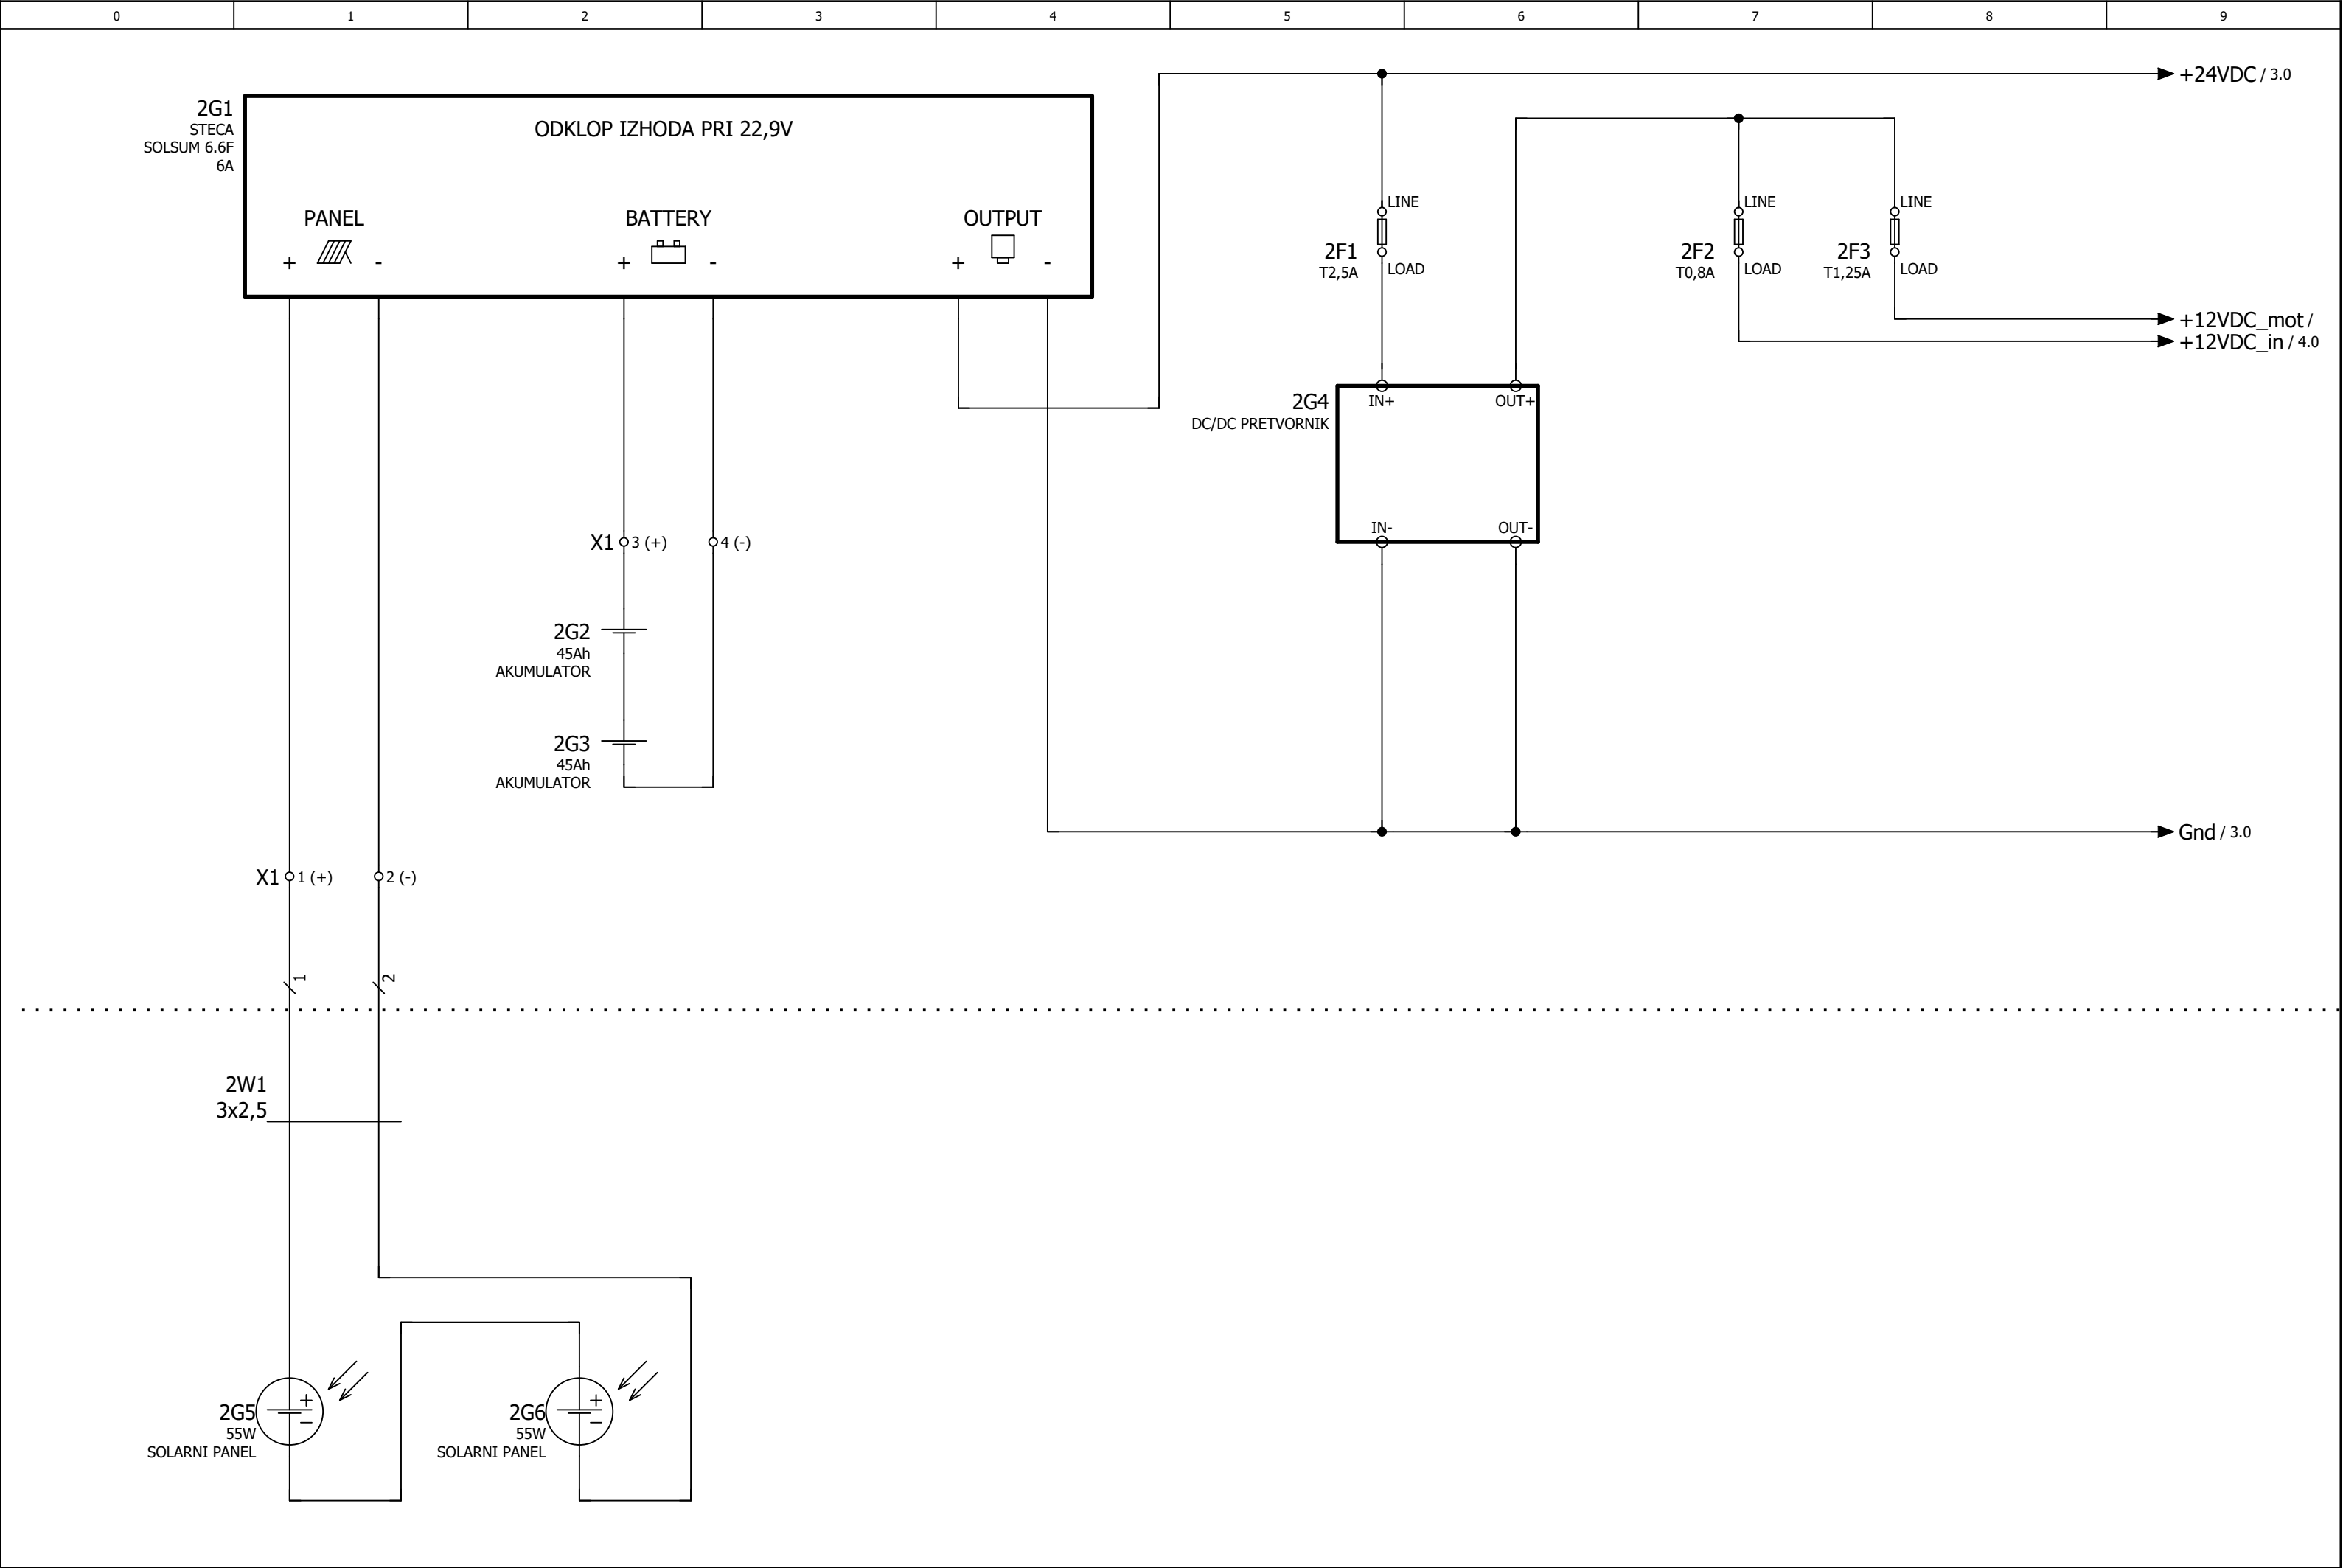 0 1 2 3 4 5 6 7 8 9
+24VDC / 3.0
2G1
STECA
SOLSUM 6.6F
6A
ODKLOP IZHODA PRI 22,9V
PANEL
+ -
BATTERY
+ -
OUTPUT
+ -
LINE
2F1
T2,5A
LOAD
LINE
2F2
T0,8A
LOAD
LINE
2F3
T1,25A
LOAD
+12VDC_mot /
+12VDC_in / 4.0
2G4
DC/DC PRETVORNIK
IN+
OUT+
IN-
OUT-
X1 3 (+) 4 (-)
2G2
45Ah
AKUMULATOR
2G3
45Ah
AKUMULATOR
Gnd / 3.0
X1 1 (+) 2 (-)
1 2
2W1
3x2,5
+
−
2G5
55W
SOLARNI PANEL
+
−
2G6
55W
SOLARNI PANEL